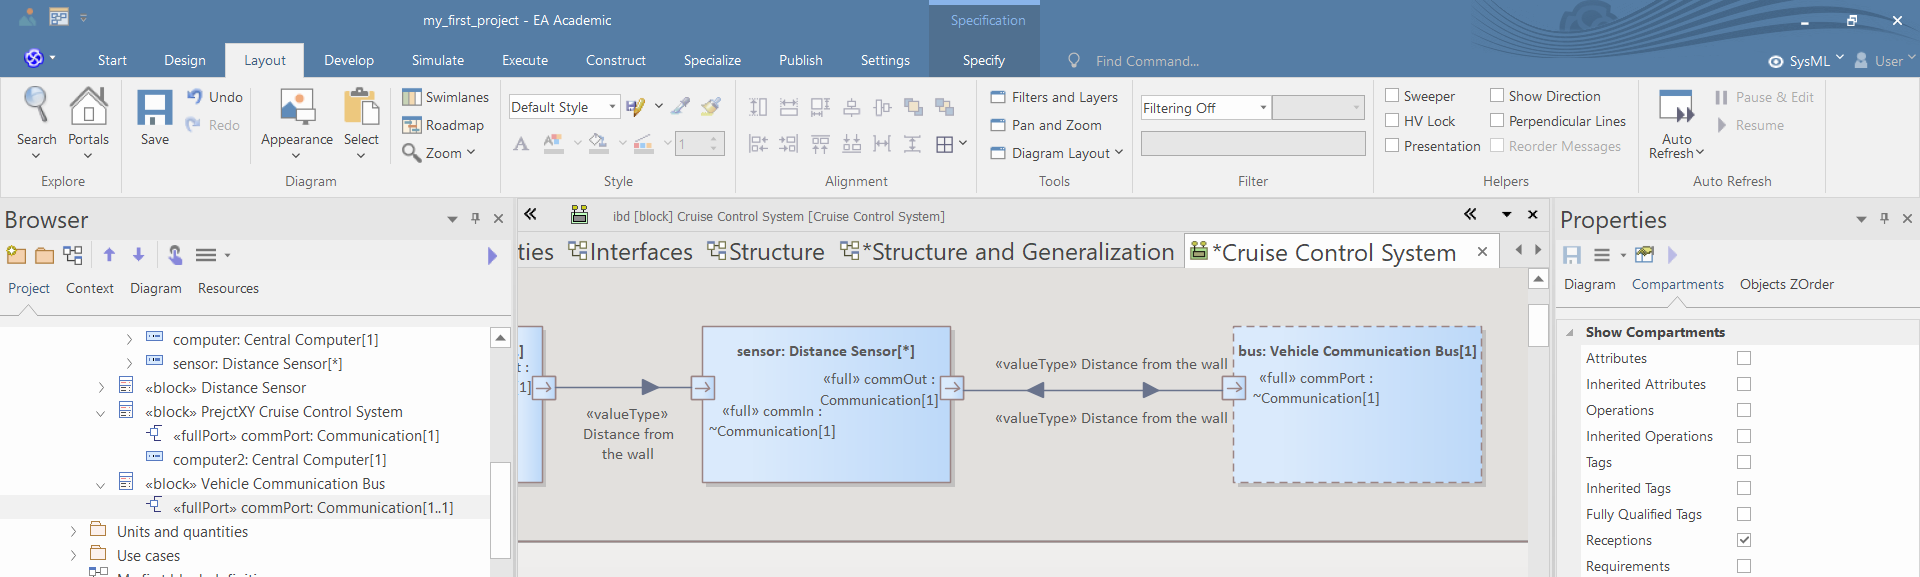 my_first_project - EA Academic
Specification
Start Design Layout Develop Simulate Execute Construct Specialize Publish Settings Specify Find Command... SysML User
Search
Portals
Explore
Save
Undo
Redo
Appearance
Select
Swimlanes
Roadmap
Zoom
Diagram
Default Style
1
Style
Alignment
Filters and Layers
Pan and Zoom
Diagram Layout
Tools
Filtering Off
Filter
Sweeper
HV Lock
Presentation
Show Direction
Perpendicular Lines
Reorder Messages
Helpers
Auto
Refresh
Pause & Edit
Resume
Auto Refresh
Browser
Project Context Diagram Resources
computer: Central Computer[1]
sensor: Distance Sensor[*]
«block» Distance Sensor
«block» PrejctXY Cruise Control System
«fullPort» commPort: Communication[1]
computer2: Central Computer[1]
«block» Vehicle Communication Bus
«fullPort» commPort: Communication[1..1]
Units and quantities
Use cases
ibd [block] Cruise Control System [Cruise Control System]
ties Interfaces Structure *Structure and Generalization *Cruise Control System
]
t :
1]
«valueType»
Distance from
the wall
sensor: Distance Sensor[*]
«full» commOut :
Communication[1]
«full» commIn :
~Communication[1]
«valueType» Distance from the wall
«valueType» Distance from the wall
bus: Vehicle Communication Bus[1]
«full» commPort :
~Communication[1]
Properties
Diagram Compartments Objects ZOrder
Show Compartments
Attributes
Inherited Attributes
Operations
Inherited Operations
Tags
Inherited Tags
Fully Qualified Tags
Receptions
Requirements